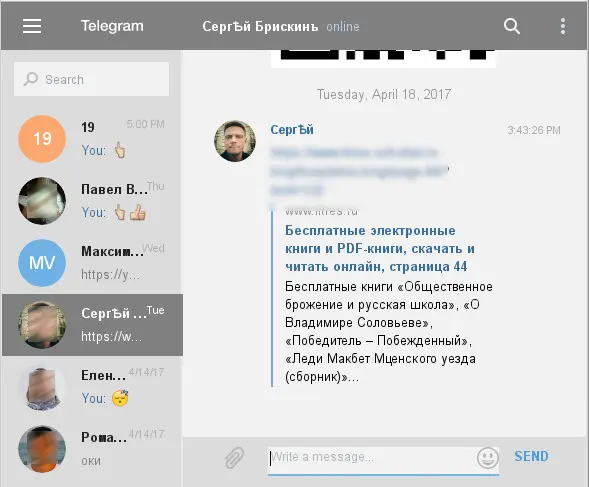 Telegram
СергѢй Брискинъ online
Search
Tuesday, April 18, 2017
19 5:00 PM
You:
Павел В... Thu
You:
MV
Максим... Wed
https://y...
СергѢй ... Tue
https://w...
Елен... 4/14/17
You:
Рома... 4/14/17
оки
СергѢй 3:43:26 PM
www.litres.ru
Бесплатные электронные
книги и PDF-книги, скачать и
читать онлайн, страница 44
Бесплатные книги «Общественное
брожение и русская школа», «О
Владимире Соловьеве»,
«Победитель – Побежденный»,
«Леди Макбет Мценского уезда
(сборник)»...
Write a message...
SEND